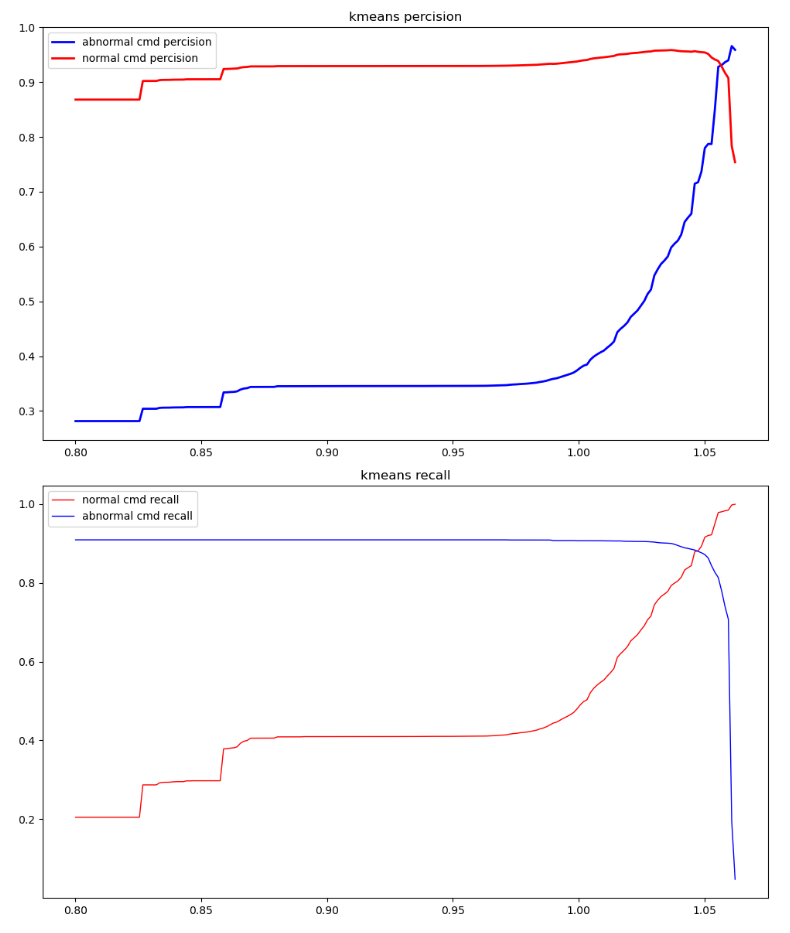 kmeans percision
1.0
0.9
0.8
0.7
0.6
0.5
0.4
0.3
abnormal cmd percision
normal cmd percision
0.80 0.85 0.90 0.95 1.00 1.05
kmeans recall
1.0
0.8
0.6
0.4
0.2
normal cmd recall
abnormal cmd recall
0.80 0.85 0.90 0.95 1.00 1.05